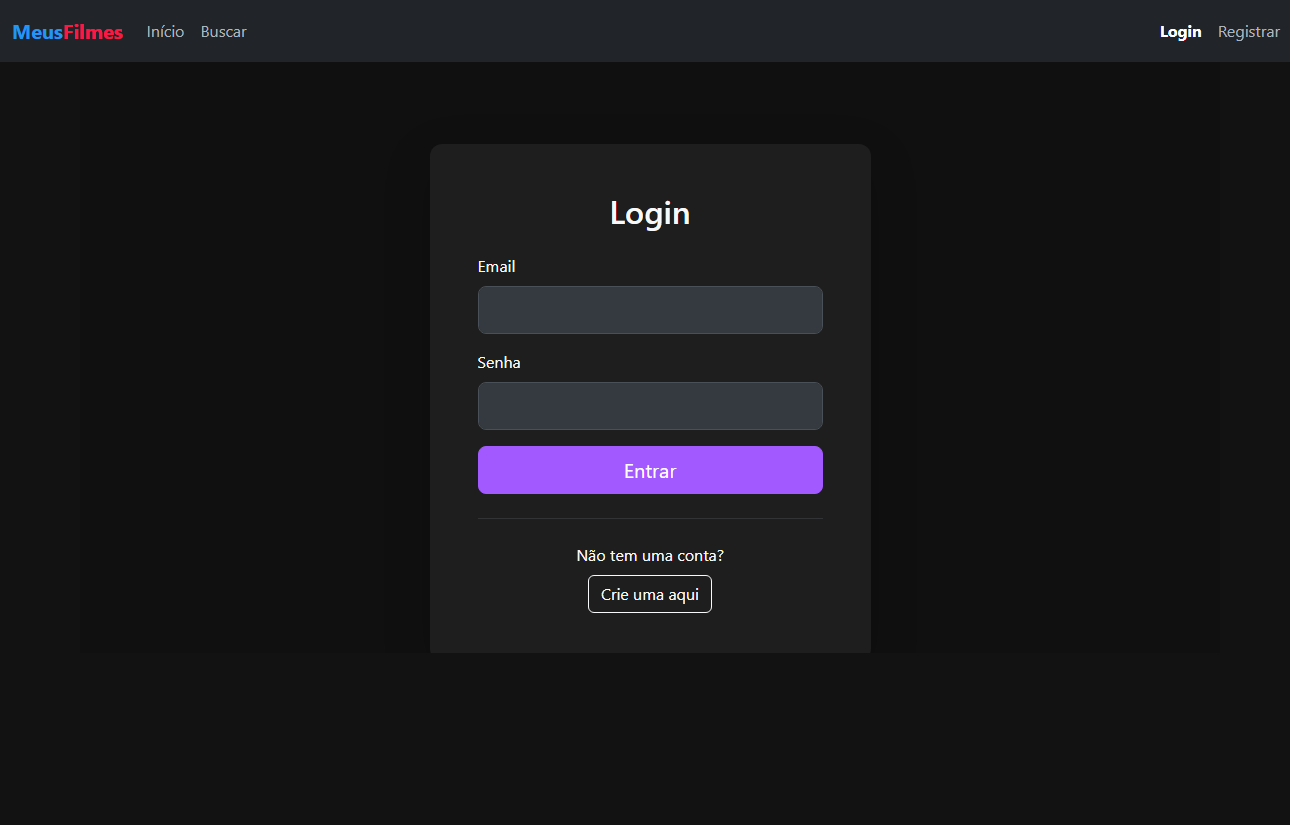 MeusFilmes Início Buscar Login Registrar
Login
Email
Senha
Entrar
Não tem uma conta?
Crie uma aqui